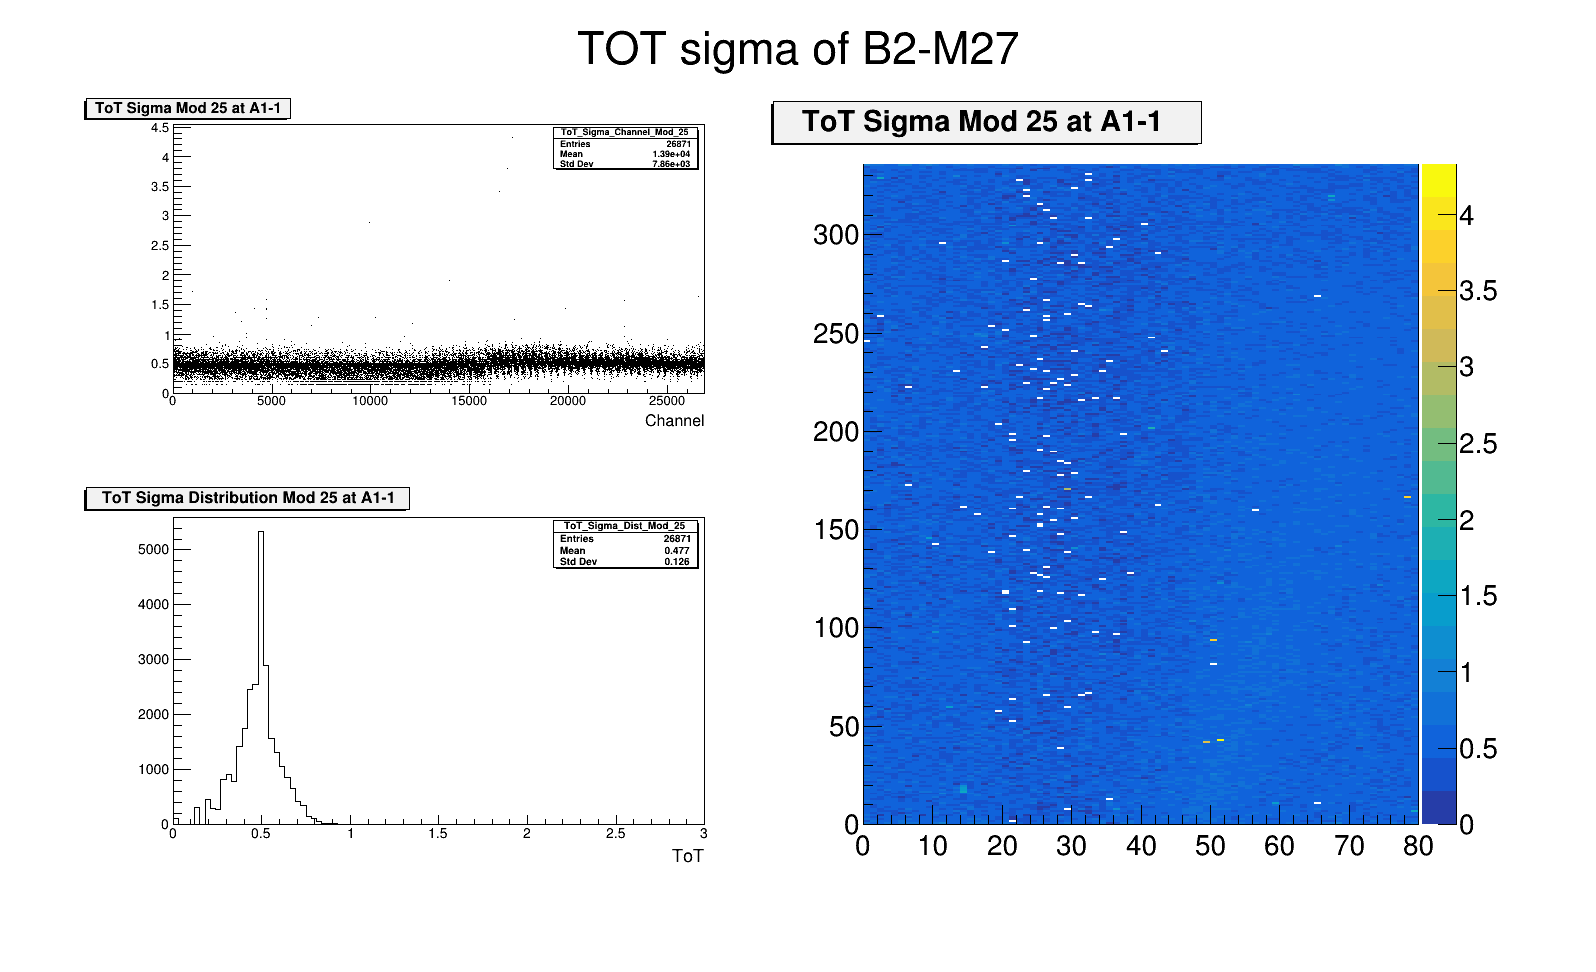 TOT sigma of B2-M27
ToT Sigma Mod 25 at A1-1
ToT_Sigma_Channel_Mod_25
Entries 26871
Mean 1.39e+04
Std Dev 7.86e+03
4.5
4
3.5
3
2.5
2
1.5
1
0.5
0
0 5000 10000 15000 20000 25000
Channel
ToT Sigma Distribution Mod 25 at A1-1
ToT_Sigma_Dist_Mod_25
Entries 26871
Mean 0.477
Std Dev 0.126
5000
4000
3000
2000
1000
0
0 0.5 1 1.5 2 2.5 3
ToT
ToT Sigma Mod 25 at A1-1
300
250
200
150
100
50
0
0 10 20 30 40 50 60 70 80
4
3.5
3
2.5
2
1.5
1
0.5
0